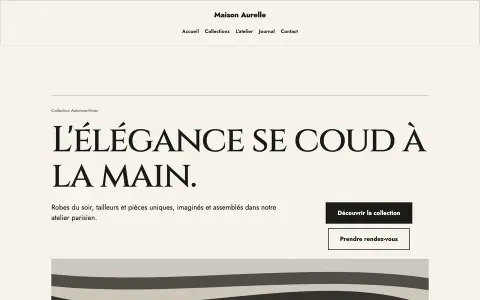 Maison Aurelle
Accueil Collections L'atelier Journal Contact
Collection Automne-Hiver
L'ÉLÉGANCE SE COUD À
LA MAIN.
Robes du soir, tailleurs et pièces uniques, imaginés et assemblés dans notre
atelier parisien.
Découvrir la collection
Prendre rendez-vous